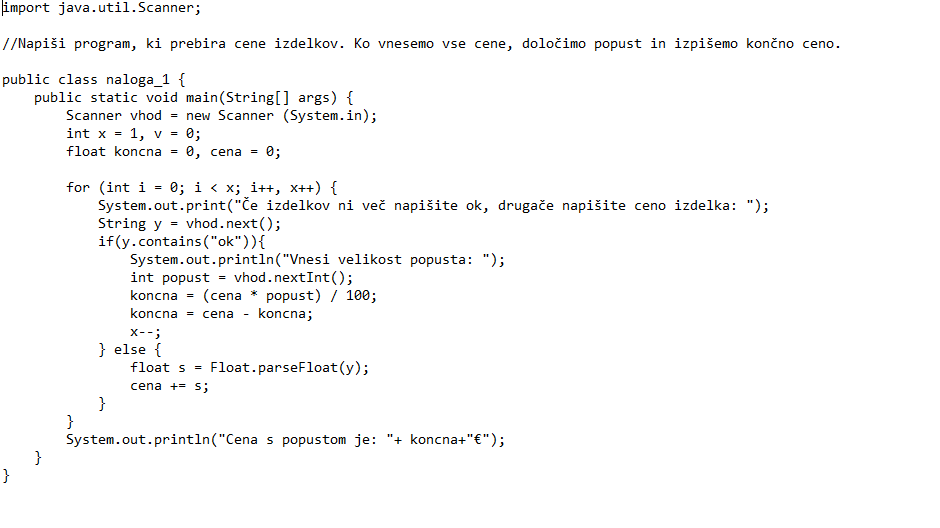 import java.util.Scanner;
//Napiši program, ki prebira cene izdelkov. Ko vnesemo vse cene, določimo popust in izpišemo končno ceno.
public class naloga_1 {
    public static void main(String[] args) {
        Scanner vhod = new Scanner (System.in);
        int x = 1, v = 0;
        float koncna = 0, cena = 0;
        for (int i = 0; i < x; i++, x++) {
            System.out.print("Če izdelkov ni več napišite ok, drugače napišite ceno izdelka: ");
            String y = vhod.next();
            if(y.contains("ok")){
                System.out.println("Vnesi velikost popusta: ");
                int popust = vhod.nextInt();
                koncna = (cena * popust) / 100;
                koncna = cena - koncna;
                x--;
            } else {
                float s = Float.parseFloat(y);
                cena += s;
            }
        }
        System.out.println("Cena s popustom je: "+ koncna+"€");
    }
}